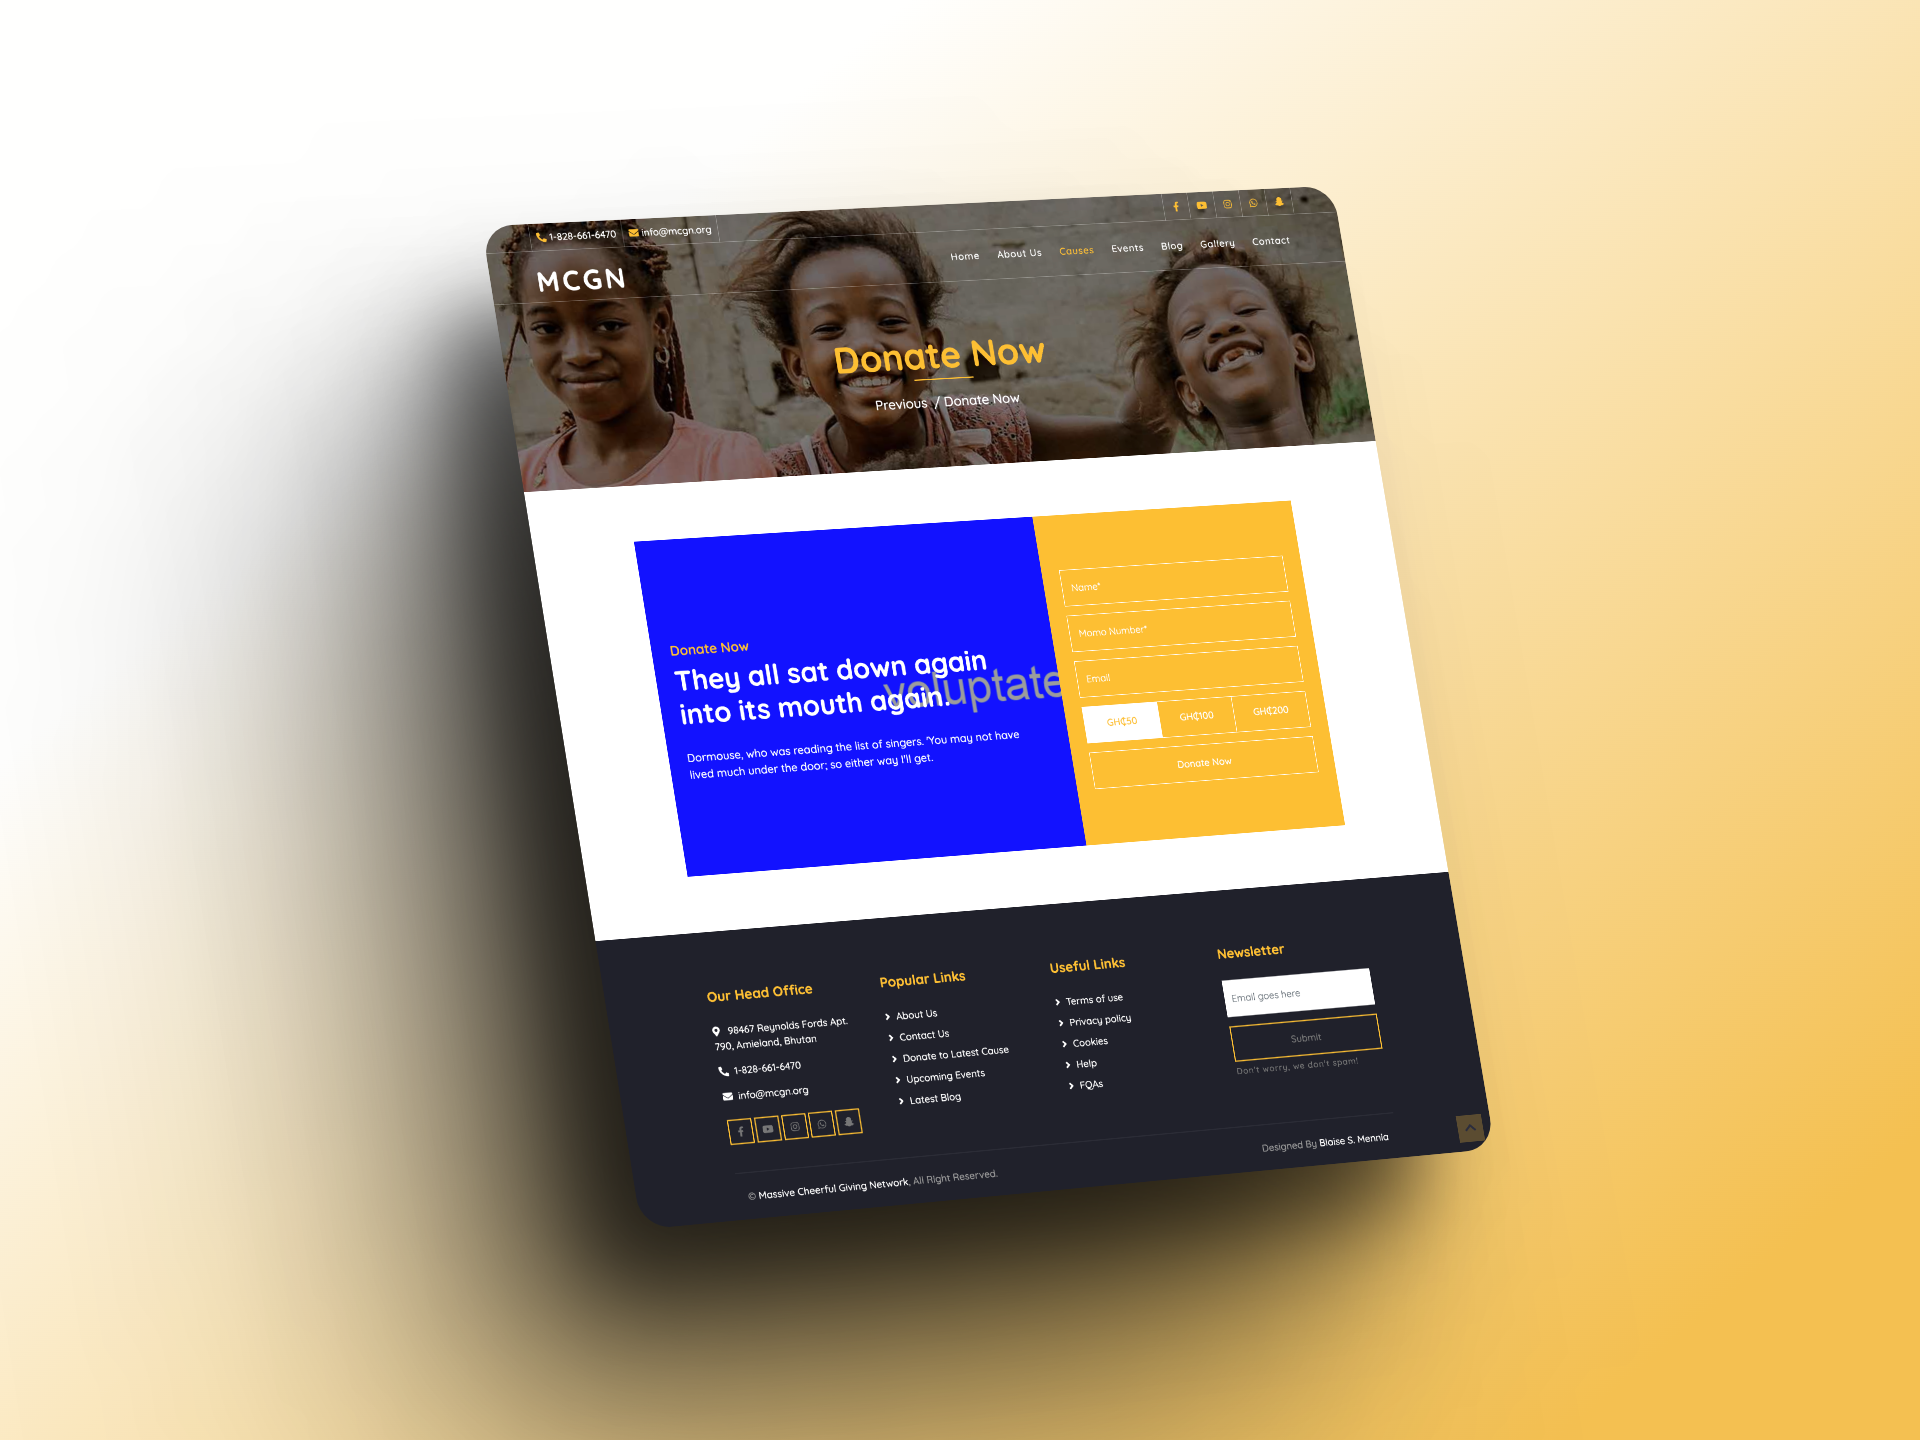 1-828-661-6470 info@mcgn.org
MCGN
Home About Us Causes Events Blog Gallery Contact
Donate Now
Previous / Donate Now
Donate Now
They all sat down again
into its mouth again.
voluptate
Dormouse, who was reading the list of singers. 'You may not have
lived much under the door; so either way I'll get.
Name*
Momo Number*
Email
GH₵50 GH₵100 GH₵200
Donate Now
Our Head Office
98467 Reynolds Fords Apt.
790, Amieland, Bhutan
1-828-661-6470
info@mcgn.org
Popular Links
About Us
Contact Us
Donate to Latest Cause
Upcoming Events
Latest Blog
Useful Links
Terms of use
Privacy policy
Cookies
Help
FQAs
Newsletter
Email goes here
Submit
Don't worry, we don't spam!
© Massive Cheerful Giving Network, All Right Reserved.
Designed By Blaise S. Mennia